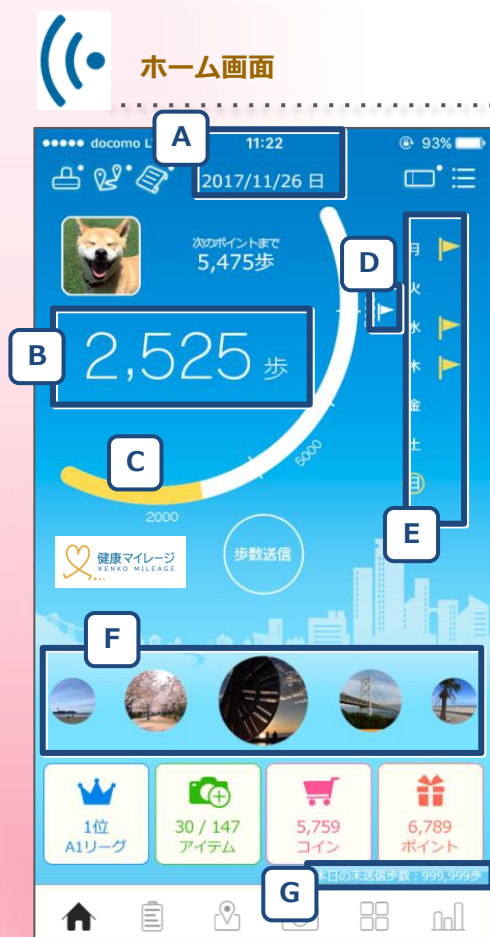 ホーム画面
docomo L
A
11:22
93%
2017/11/26 日
次のポイントまで
5,475歩
D
月
火
水
木
金
土
日
B
2,525 歩
C
5000
2000
E
健康マイレージ
KENKO MILEAGE
歩数送信
F
1位
A1リーグ
30 / 147
アイテム
5,759
コイン
6,789
ポイント
本日の未送信歩数：999,999歩
G